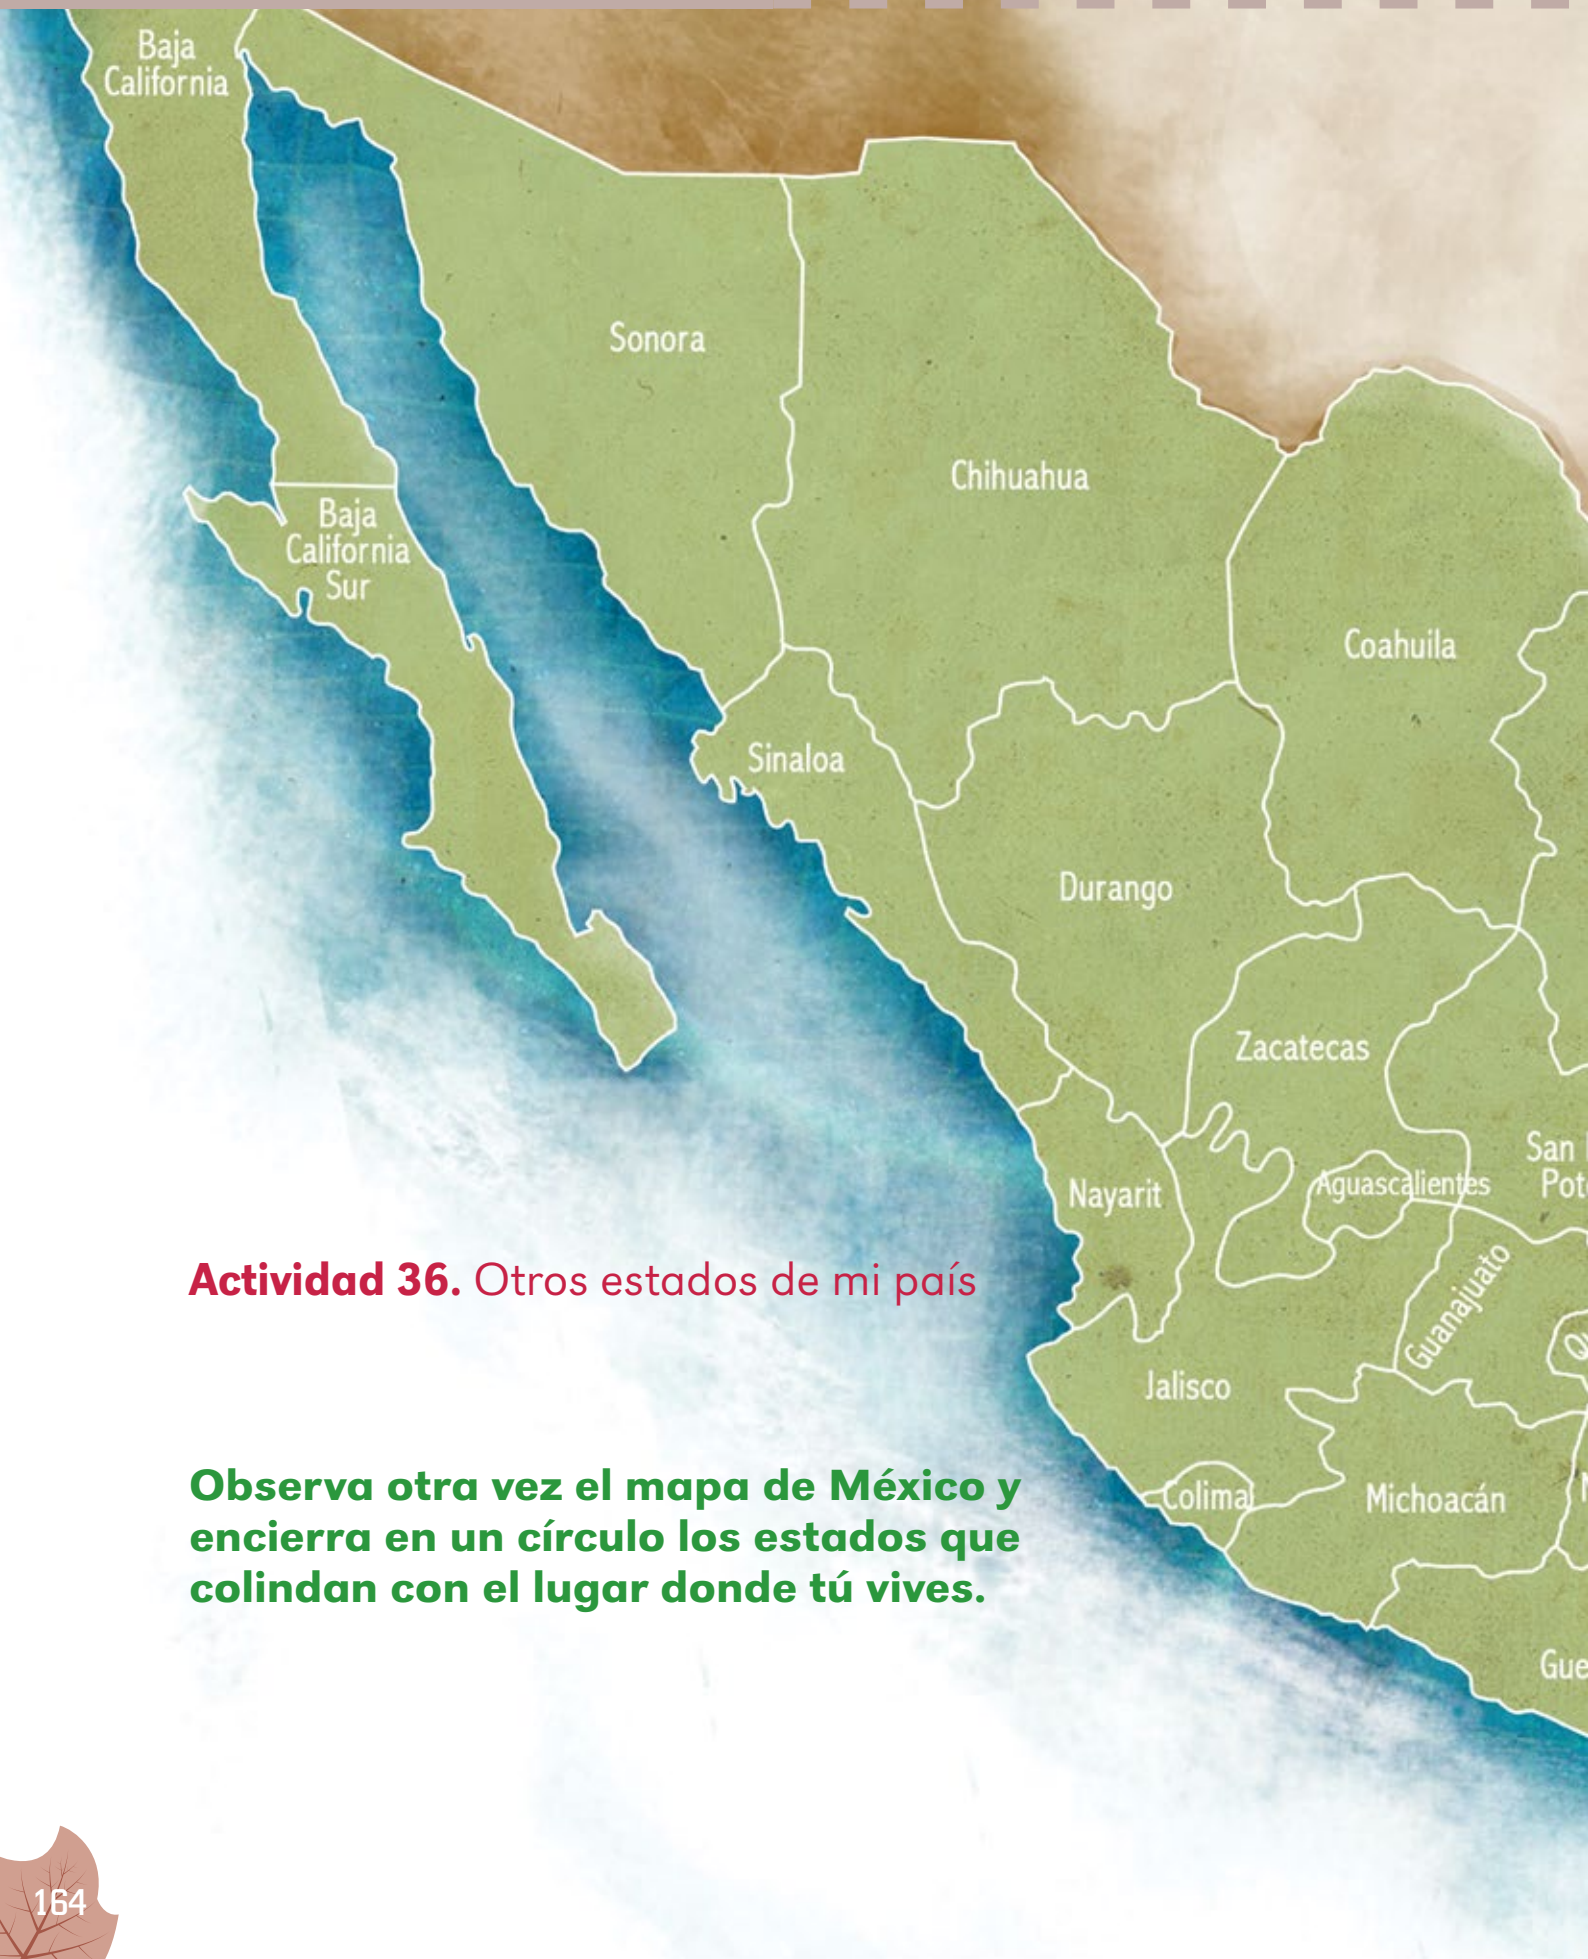 Baja
California
Sonora
Chihuahua
Baja
California
Sur
Coahuila
Sinaloa
Durango
Zacatecas
San
Nayarit
Aguascalientes
Guanajuato
Jalisco
Colima
Michoacán
Actividad 36. Otros estados de mi país
Observa otra vez el mapa de México y
encierra en un círculo los estados que
colindan con el lugar donde tú vives.
164